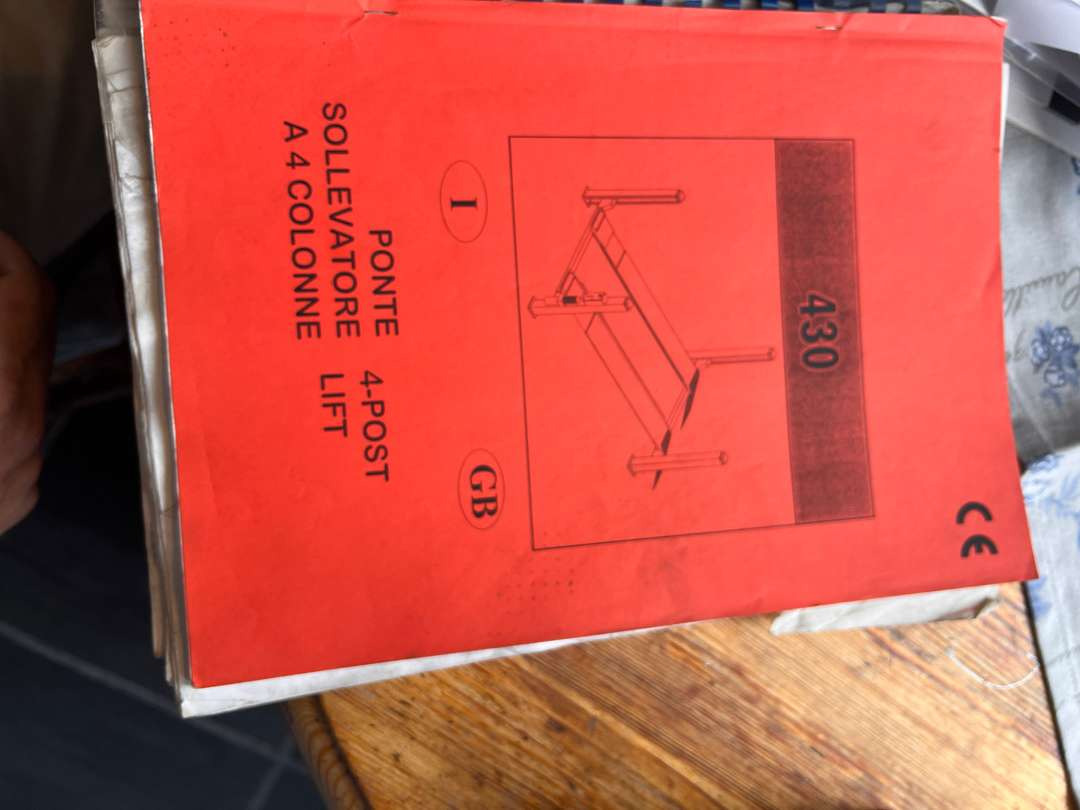 CE
430
I
GB
PONTE
SOLLEVATORE
A 4 COLONNE
4-POST
LIFT